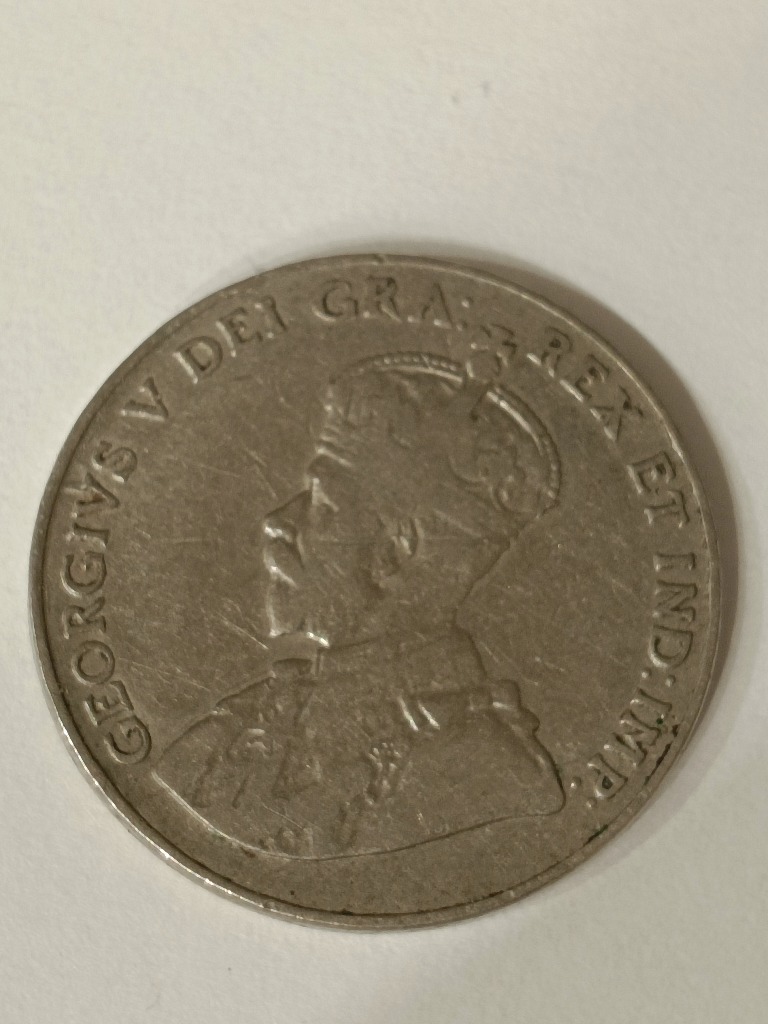 GEORGIVS V DEI GRA: REX ET IND: IMP: